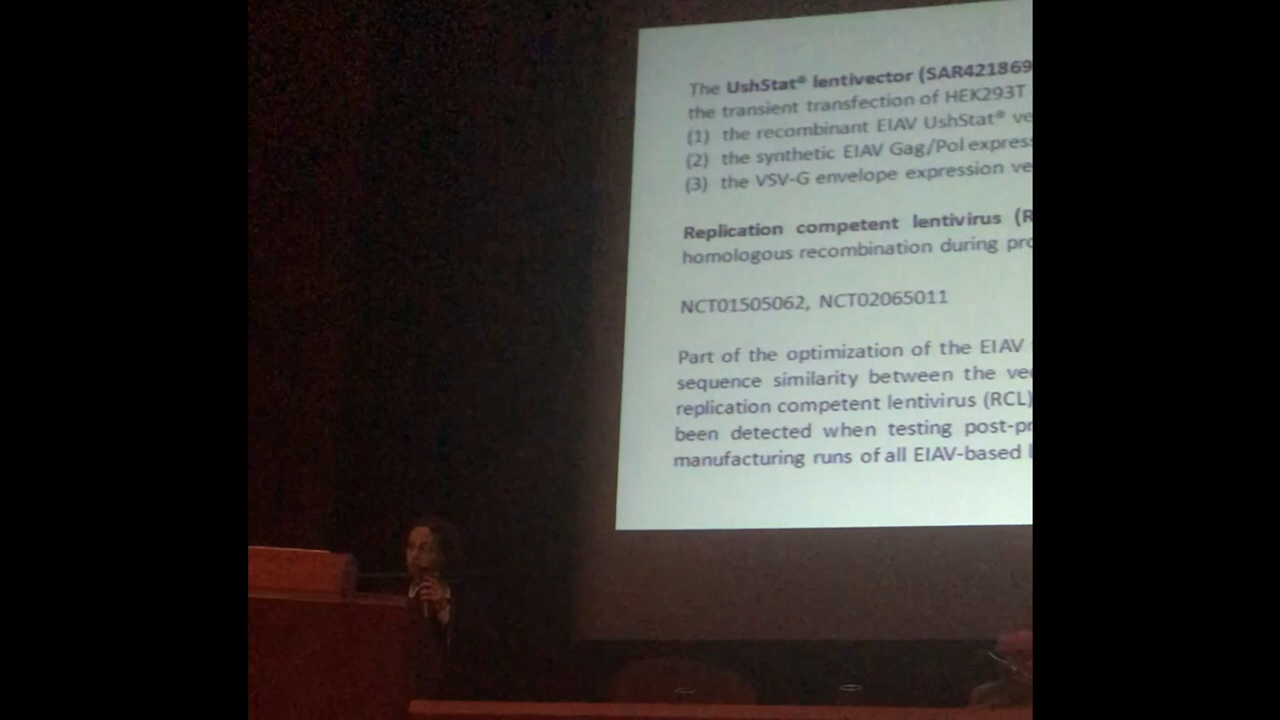 The UshStat® lentivector (SAR421869
the transient transfection of HEK293T
(1) the recombinant EIAV UshStat® ve
(2) the synthetic EIAV Gag/Pol express
(3) the VSV-G envelope expression ve
Replication competent lentivirus (R
homologous recombination during pro
NCT01505062, NCT02065011
Part of the optimization of the EIAV
sequence similarity between the ve
replication competent lentivirus (RCL)
been detected when testing post-pr
manufacturing runs of all EIAV-based